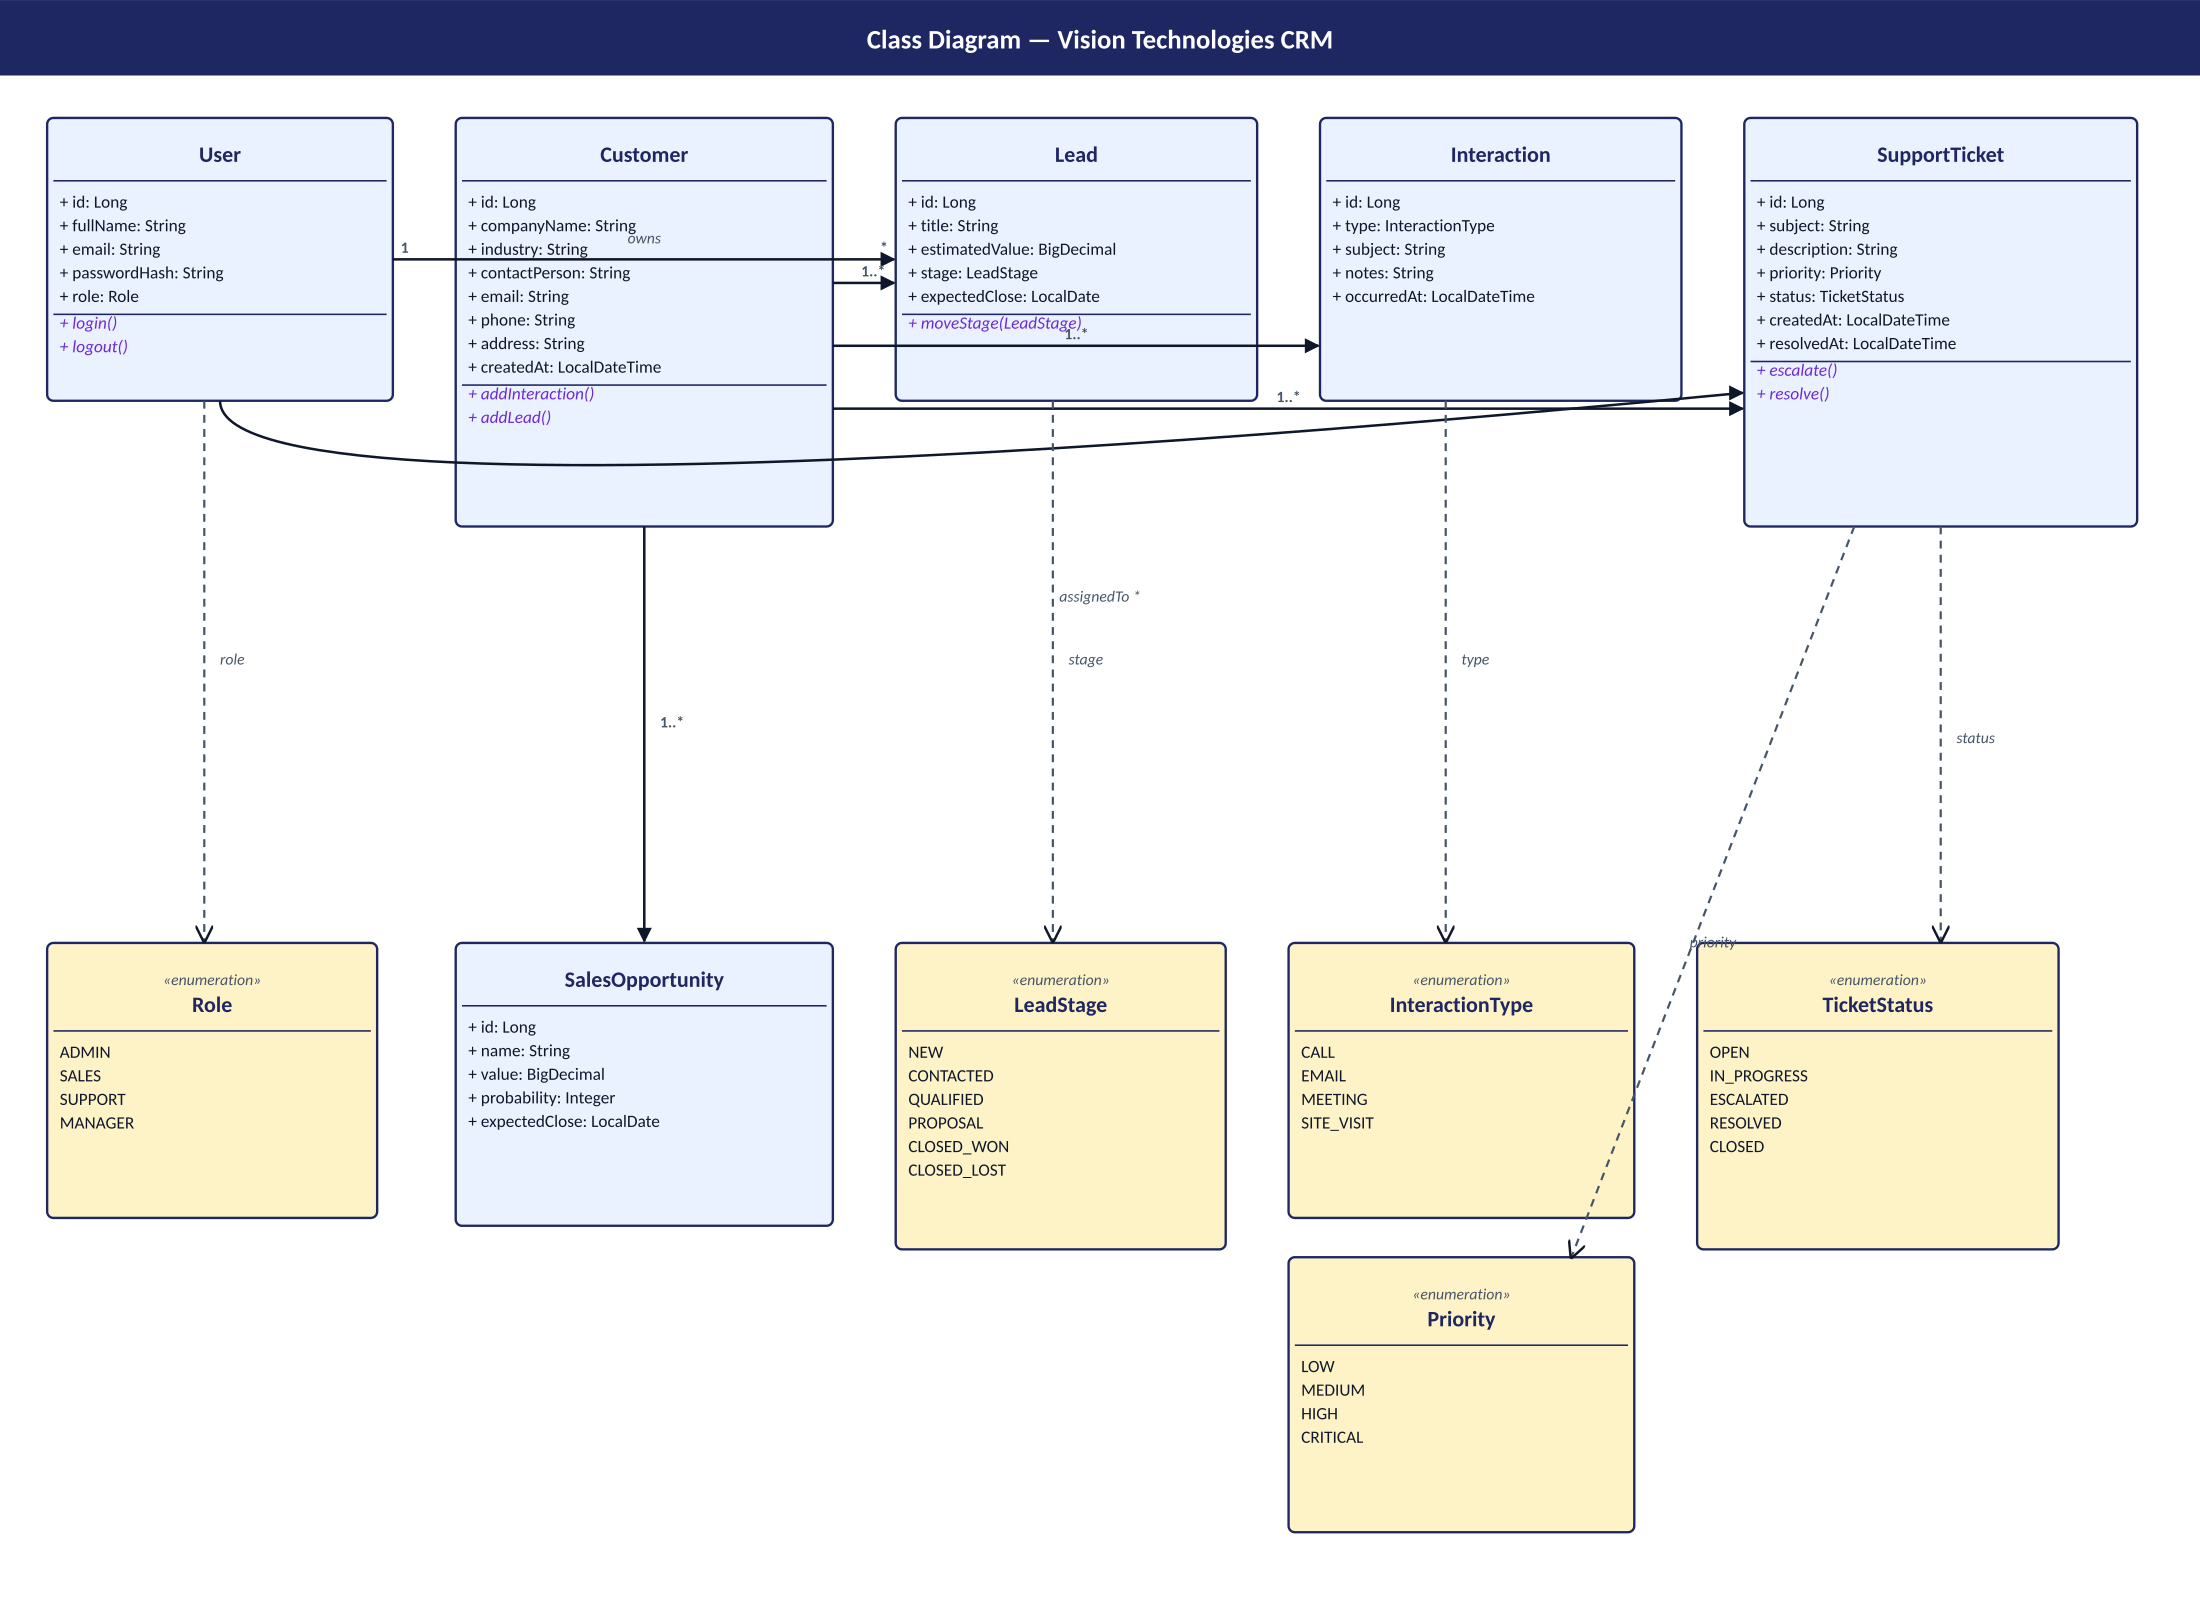 Class Diagram — Vision Technologies CRM
User
+ id: Long
+ fullName: String
+ email: String
+ passwordHash: String
+ role: Role
+ login()
+ logout()
Customer
+ id: Long
+ companyName: String
+ industry: String
+ contactPerson: String
+ email: String
+ phone: String
+ address: String
+ createdAt: LocalDateTime
+ addInteraction()
+ addLead()
Lead
+ id: Long
+ title: String
+ estimatedValue: BigDecimal
+ stage: LeadStage
+ expectedClose: LocalDate
+ moveStage(LeadStage)
Interaction
+ id: Long
+ type: InteractionType
+ subject: String
+ notes: String
+ occurredAt: LocalDateTime
SupportTicket
+ id: Long
+ subject: String
+ description: String
+ priority: Priority
+ status: TicketStatus
+ createdAt: LocalDateTime
+ resolvedAt: LocalDateTime
+ escalate()
+ resolve()
1
owns
*
1..*
1..*
1..*
assignedTo *
role
stage
type
1..*
status
priority
«enumeration»
Role
ADMIN
SALES
SUPPORT
MANAGER
SalesOpportunity
+ id: Long
+ name: String
+ value: BigDecimal
+ probability: Integer
+ expectedClose: LocalDate
«enumeration»
LeadStage
NEW
CONTACTED
QUALIFIED
PROPOSAL
CLOSED_WON
CLOSED_LOST
«enumeration»
InteractionType
CALL
EMAIL
MEETING
SITE_VISIT
«enumeration»
TicketStatus
OPEN
IN_PROGRESS
ESCALATED
RESOLVED
CLOSED
«enumeration»
Priority
LOW
MEDIUM
HIGH
CRITICAL